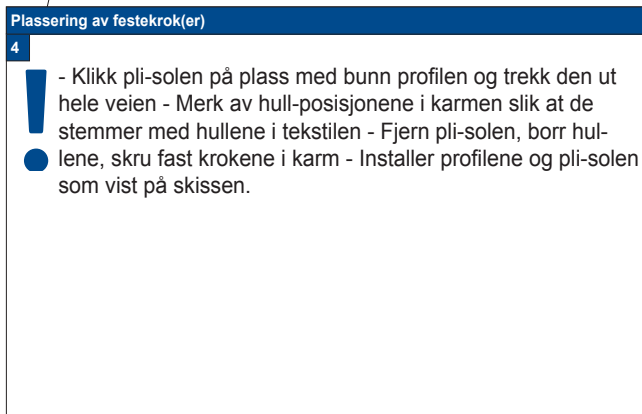 Plassering av festekrok(er)
4
- Klikk pli-solen på plass med bunn profilen og trekk den ut
hele veien - Merk av hull-posisjonene i karmen slik at de
stemmer med hullene i tekstilen - Fjern pli-solen, borr hul-
lene, skru fast krokene i karm - Installer profilene og pli-solen
som vist på skissen.